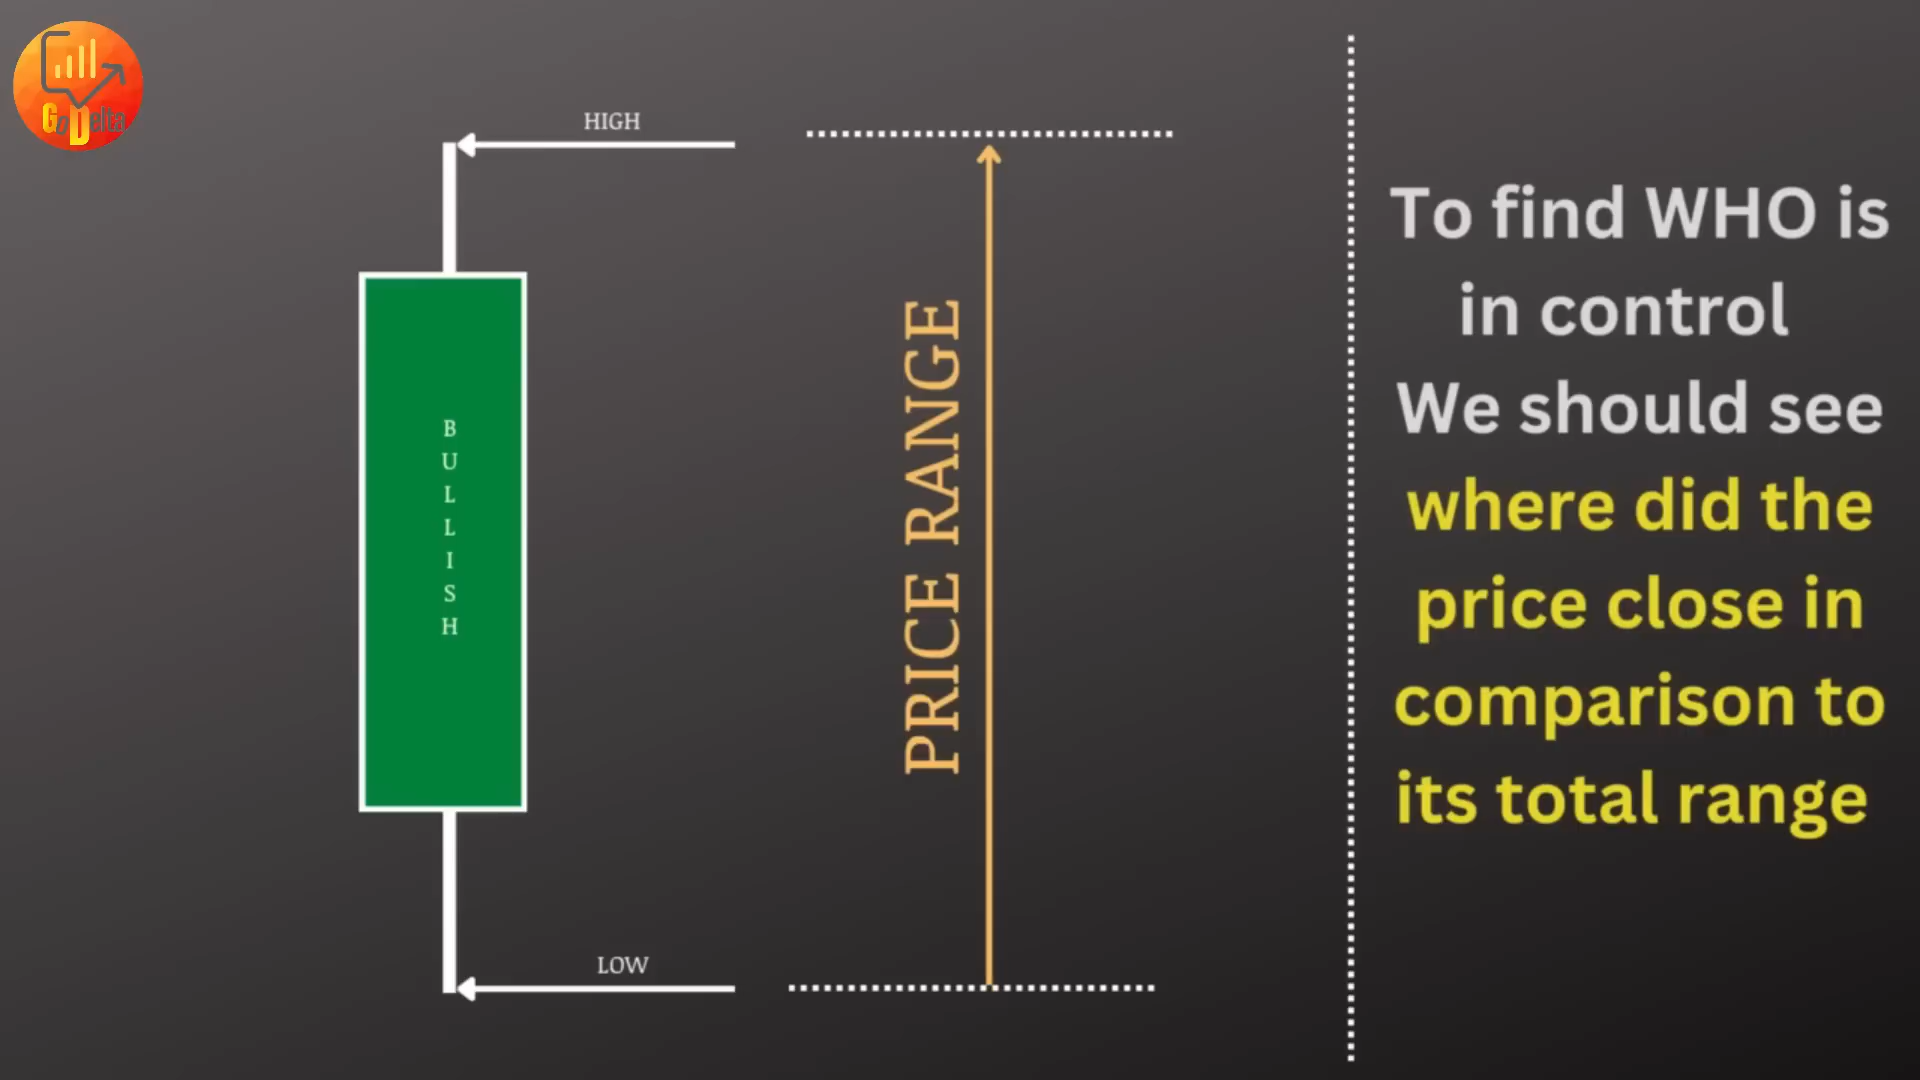 GoDelta
HIGH
BULLISH
PRICE RANGE
LOW
To find WHO is
in control
We should see
where did the
price close in
comparison to
its total range